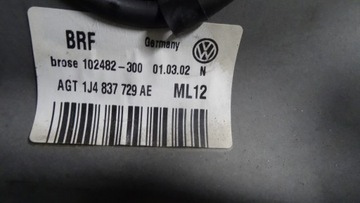 BRF Germany
brose 102482-300 01.03.02 N
AGT 1J4 837 729 AE ML12